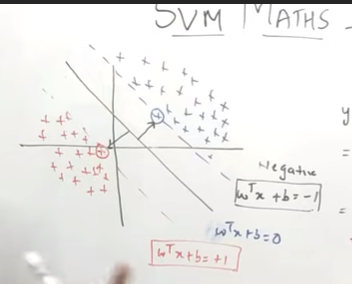 SVM MATHS -
y
=
Negative
wᵀx + b = -1
=
wᵀx + b = 0
wᵀx + b = +1